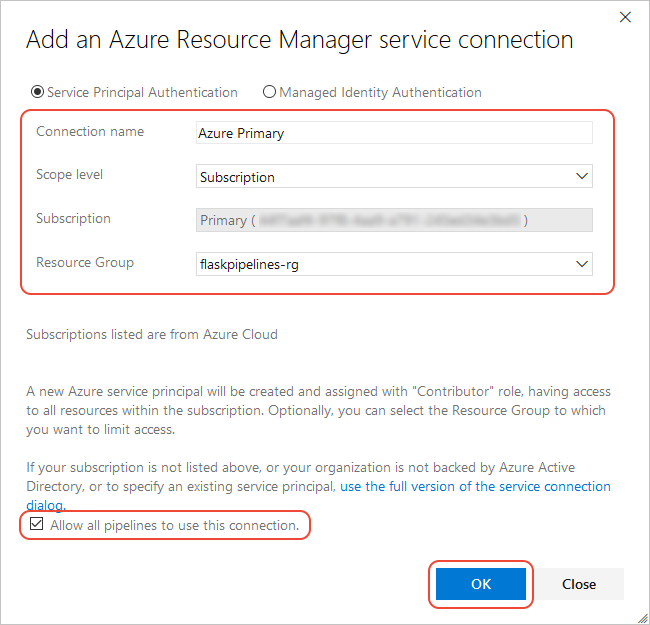 Add an Azure Resource Manager service connection
Service Principal Authentication Managed Identity Authentication
Connection name Azure Primary
Scope level Subscription
Subscription Primary ( )
Resource Group flaskpipelines-rg
Subscriptions listed are from Azure Cloud
A new Azure service principal will be created and assigned with "Contributor" role, having access
to all resources within the subscription. Optionally, you can select the Resource Group to which
you want to limit access.
If your subscription is not listed above, or your organization is not backed by Azure Active
Directory, or to specify an existing service principal, use the full version of the service connection
dialog.
Allow all pipelines to use this connection.
OK Close